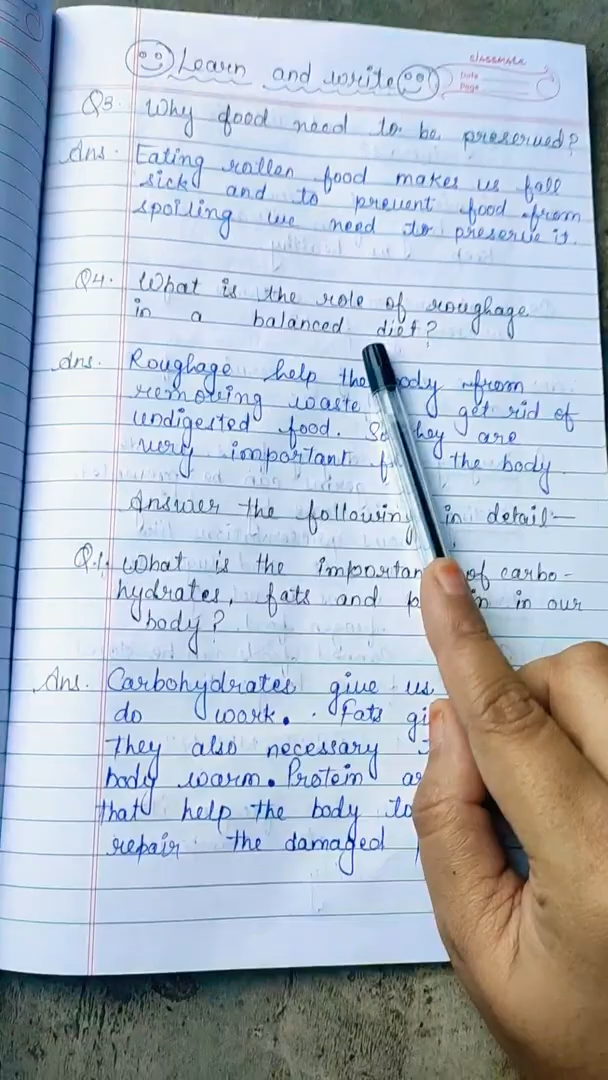 Learn and write
classmate
Date
Page
Q3. Why food need to be preserved?
Ans. Eating rotten food makes us fall
sick and to prevent food from
spoiling we need to preserve it.
Q4. What is the role of roughage
in a balanced diet?
Ans. Roughage help the body from
removing waste get rid of
undigested food. So they are
very important the body.
Answer the following in detail:-
Q.1. What is the of carbo-
hydrates, fats and in our
body?
Ans. Carbohydrates give us
do work. Fats
They also necessary
body warm. Protein
that help the body to
repair the damaged